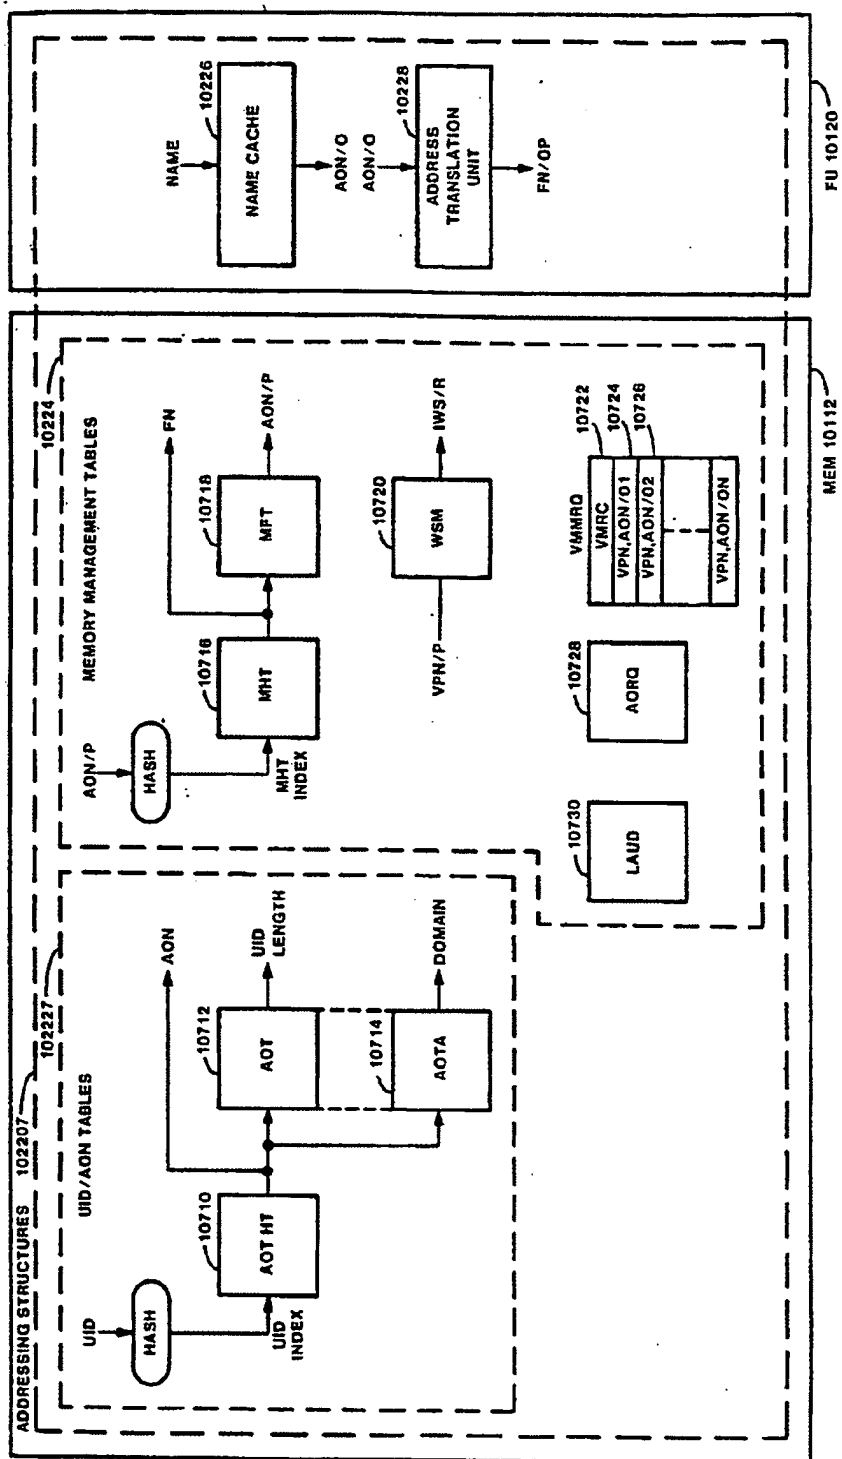 ADDRESSING STRUCTURES 102207
UID/AON TABLES
102227
UID
HASH
UID
INDEX
AOT HT
10710
AON
AOT
10712
UID
LENGTH
AOTA
10714
DOMAIN
MEMORY MANAGEMENT TABLES
10224
AON/P
HASH
MHT
INDEX
MHT
10716
FN
MFT
10718
AON/P
VPN/P
WSM
10720
IWS/R
LAUD
10730
AORQ
10728
VMMRQ
VMRC
10722
VPN,AON/O1
10724
VPN,AON/O2
10726
VPN,AON/ON
MEM 10112
NAME
NAME CACHE
10226
AON/O
AON/O
ADDRESS
TRANSLATION
UNIT
10228
FN/OP
FU 10120